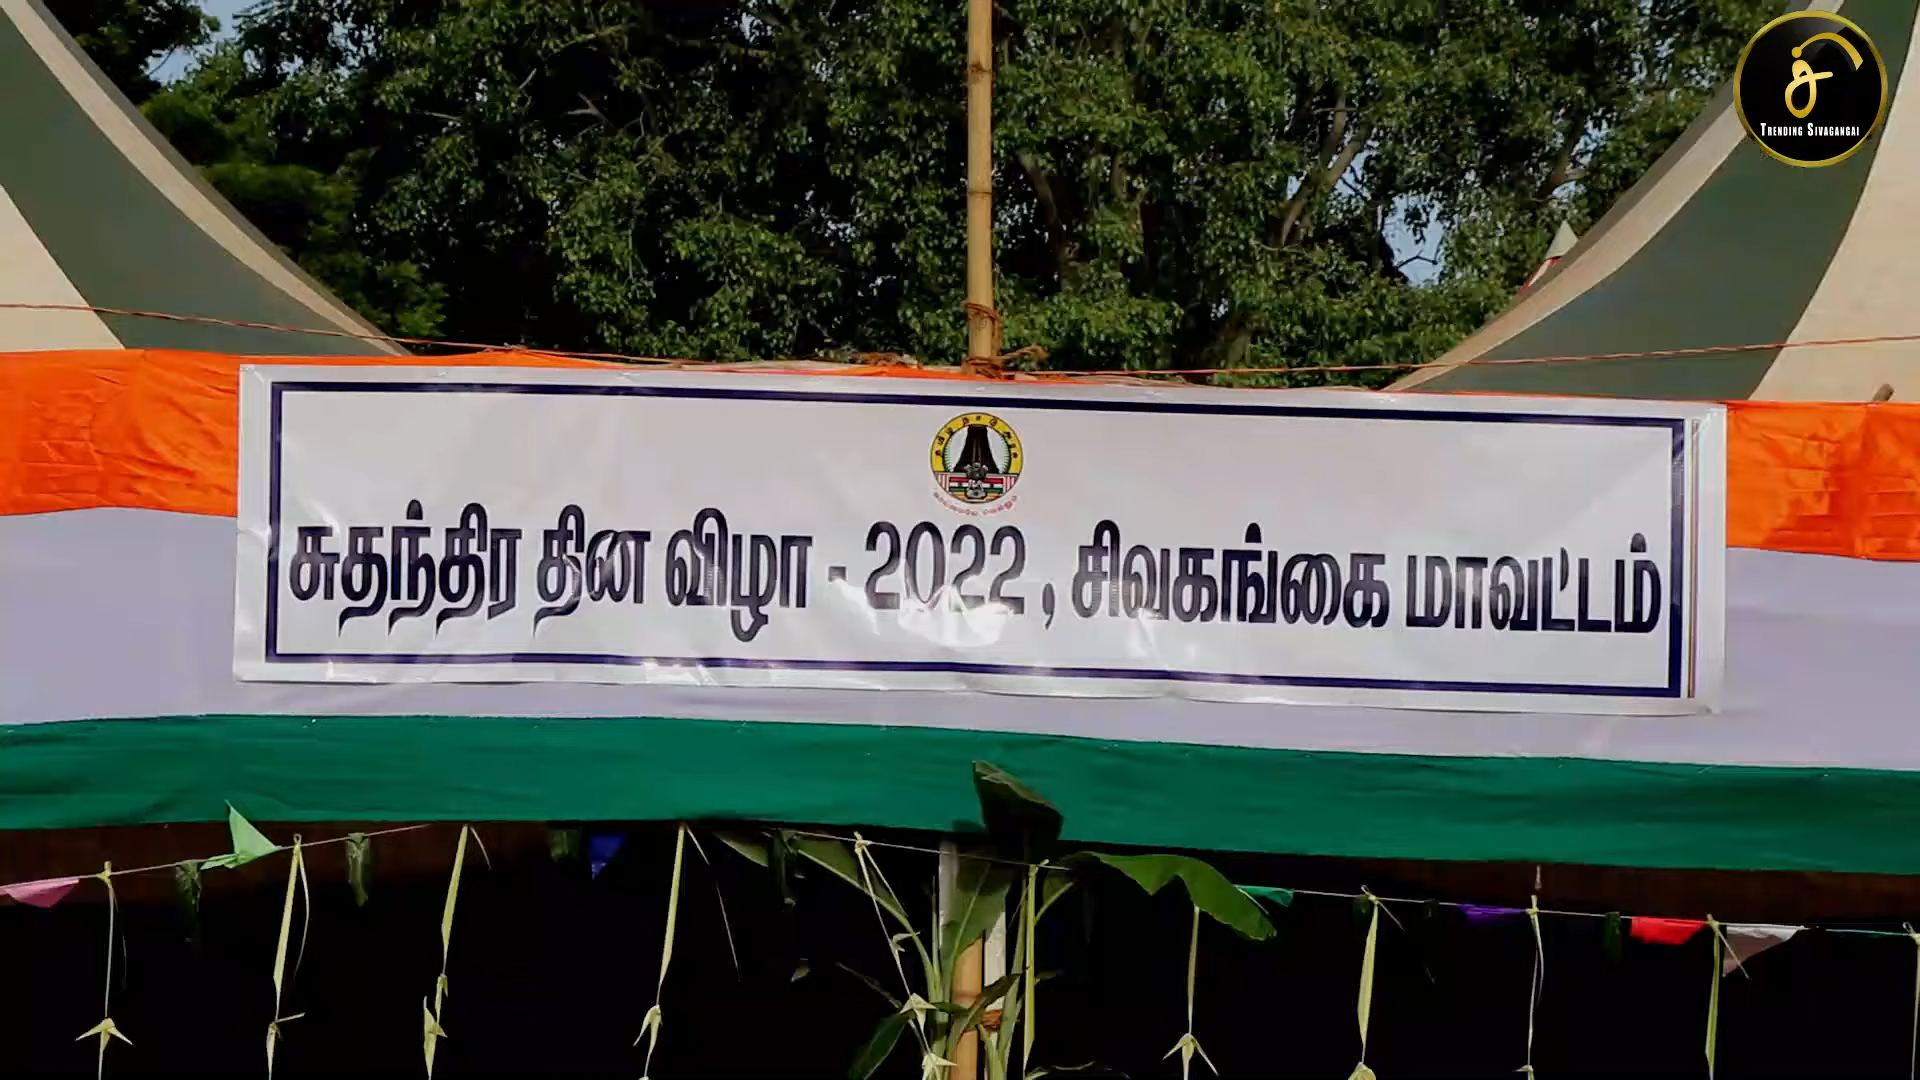 TRENDING SIVAGANGAI
சுதந்திர தின விழா - 2022 , சிவகங்கை மாவட்டம்